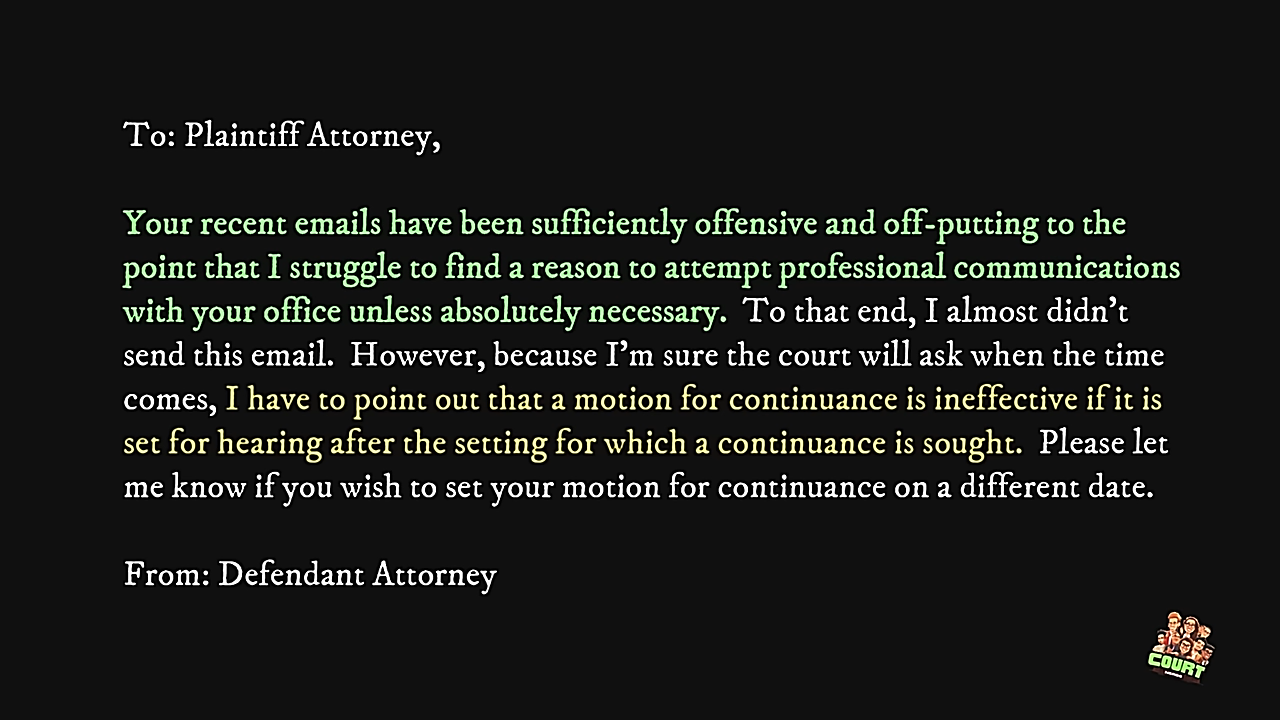 To: Plaintiff Attorney,
Your recent emails have been sufficiently offensive and off-putting to the
point that I struggle to find a reason to attempt professional communications
with your office unless absolutely necessary.  To that end, I almost didn't
send this email.  However, because I'm sure the court will ask when the time
comes, I have to point out that a motion for continuance is ineffective if it is
set for hearing after the setting for which a continuance is sought.  Please let
me know if you wish to set your motion for continuance on a different date.
From: Defendant Attorney
COURT